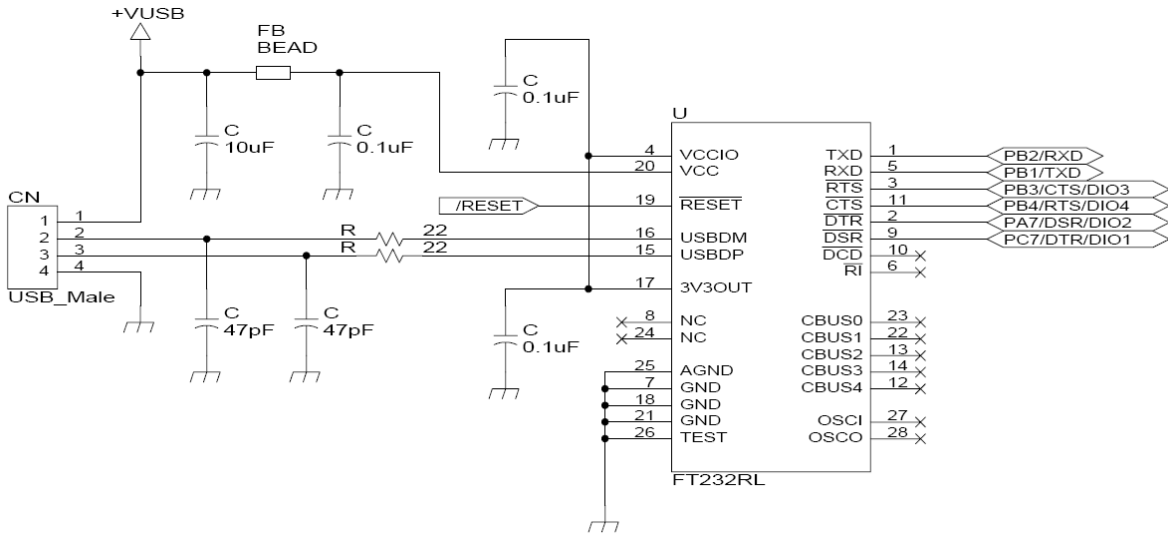 +VUSB
FB
BEAD
C
10uF
C
0.1uF
C
0.1uF
CN
1
2
3
4
1
2
3
4
USB_Male
R 22
R 22
C
47pF
C
47pF
C
0.1uF
/RESET
U
4 VCCIO
20 VCC
19 RESET
16 USBDM
15 USBDP
17 3V3OUT
8 NC
24 NC
25 AGND
7 GND
18 GND
21 GND
26 TEST
TXD 1 PB2/RXD
RXD 5 PB1/TXD
RTS 3 PB3/CTS/DIO3
CTS 11 PB4/RTS/DIO4
DTR 2 PA7/DSR/DIO2
DSR 9 PC7/DTR/DIO1
DCD 10
RI 6
CBUS0 23
CBUS1 22
CBUS2 13
CBUS3 14
CBUS4 12
OSCI 27
OSCO 28
FT232RL